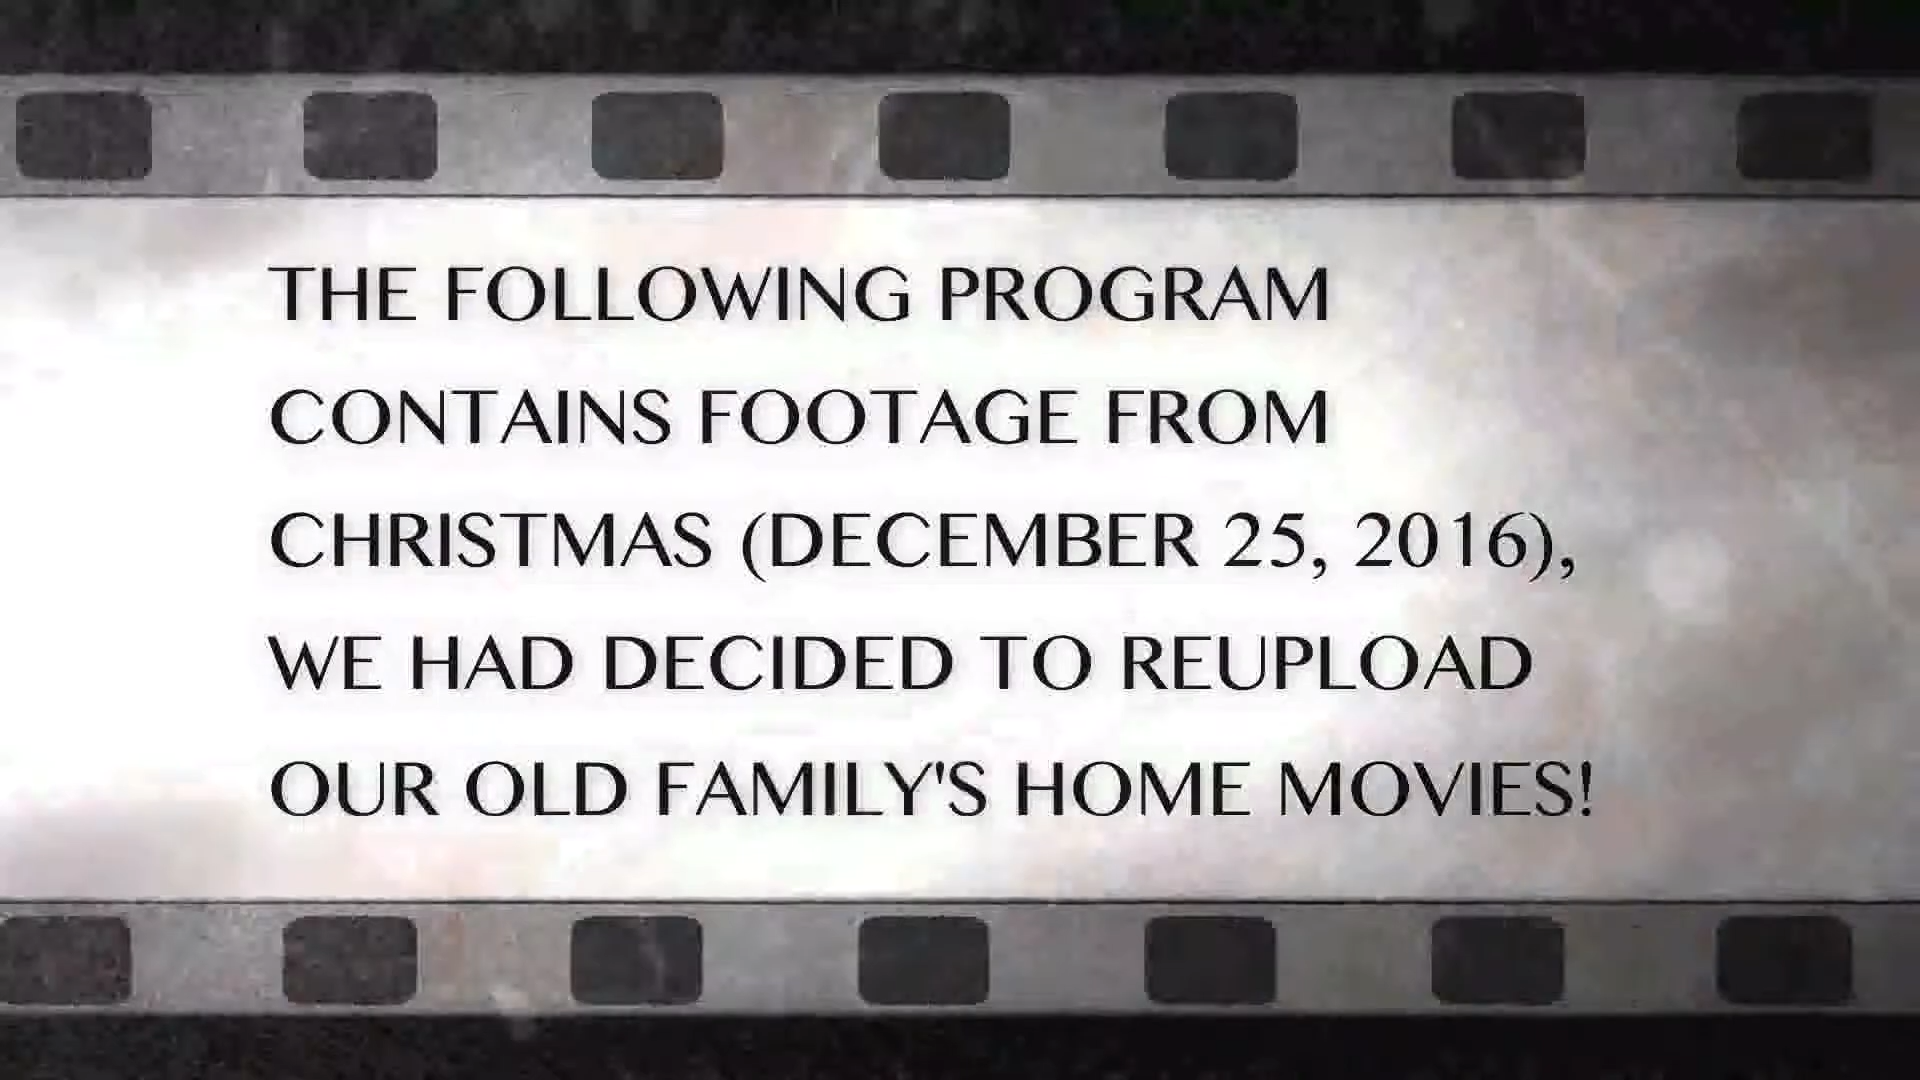 THE FOLLOWING PROGRAM
CONTAINS FOOTAGE FROM
CHRISTMAS (DECEMBER 25, 2016),
WE HAD DECIDED TO REUPLOAD
OUR OLD FAMILY'S HOME MOVIES!